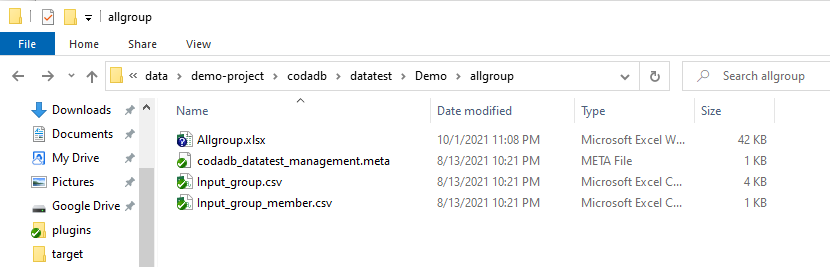 allgroup
File Home Share View
« data › demo-project › codadb › datatest › Demo › allgroup Search allgroup
Name Date modified Type Size
Downloads
Documents
My Drive
Pictures
Google Drive
plugins
target
Allgroup.xlsx 10/1/2021 11:08 PM Microsoft Excel W... 42 KB
codadb_datatest_management.meta 8/13/2021 10:21 PM META File 1 KB
Input_group.csv 8/13/2021 10:21 PM Microsoft Excel C... 4 KB
Input_group_member.csv 8/13/2021 10:21 PM Microsoft Excel C... 1 KB